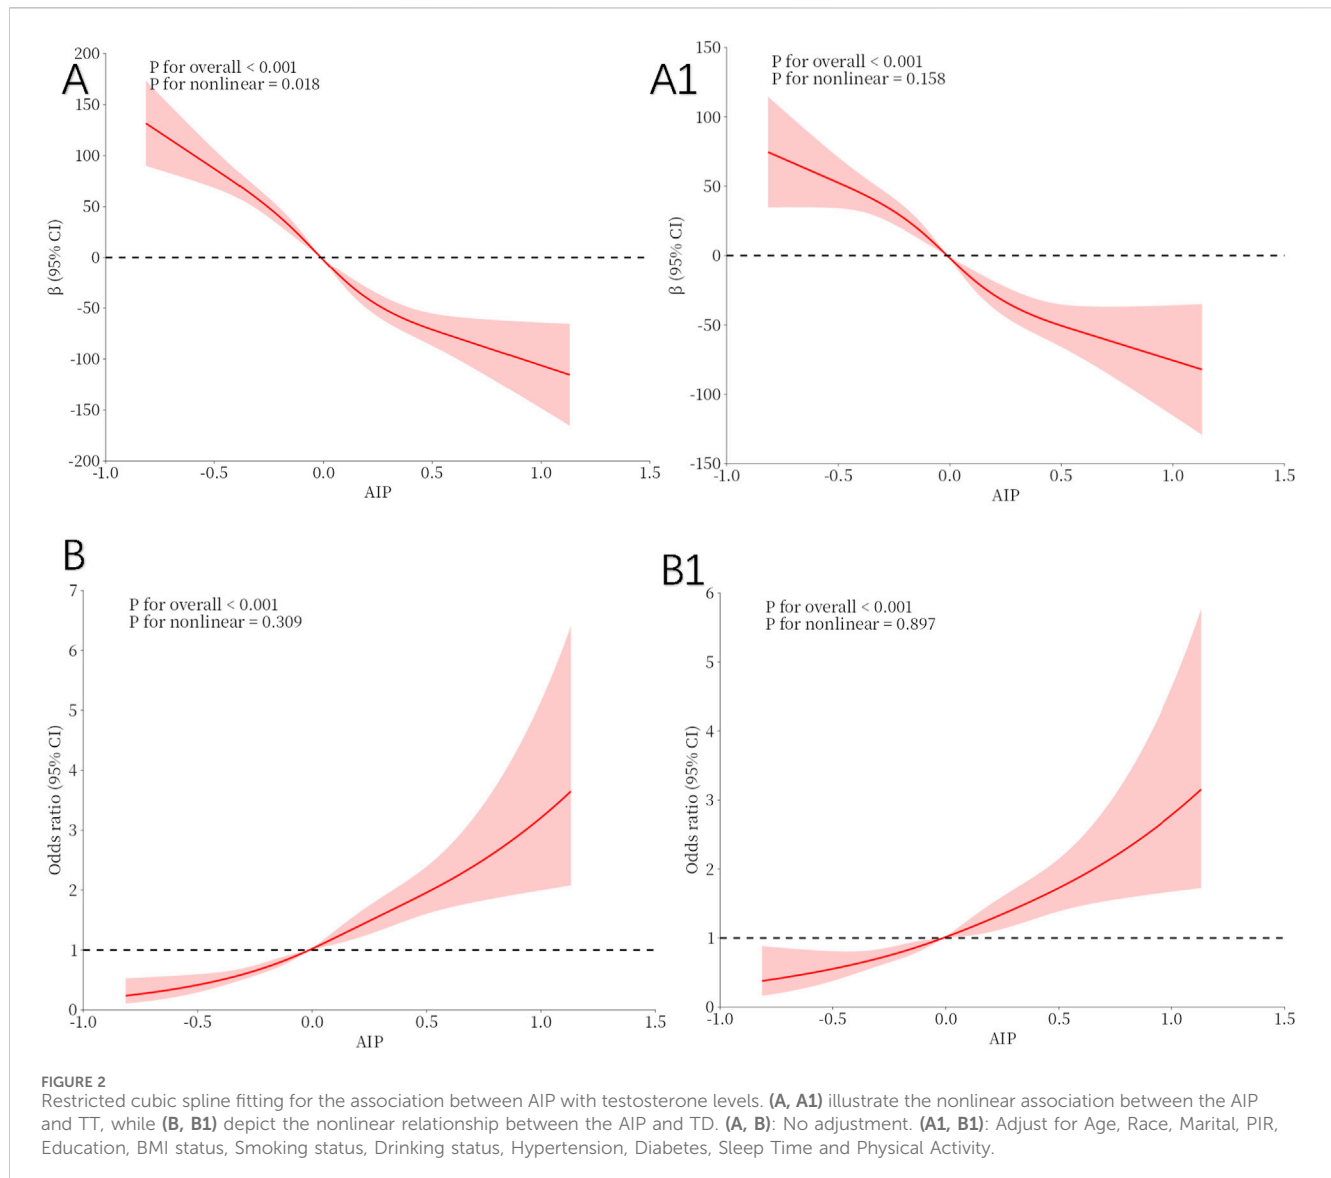 A
P for overall < 0.001
P for nonlinear = 0.018
200
150
100
50
0
-50
-100
-150
-200
β (95% CI)
-1.0 -0.5 0.0 0.5 1.0 1.5
AIP
A1
P for overall < 0.001
P for nonlinear = 0.158
150
100
50
0
-50
-100
-150
β (95% CI)
-1.0 -0.5 0.0 0.5 1.0 1.5
AIP
B
P for overall < 0.001
P for nonlinear = 0.309
7
6
5
4
3
2
1
0
Odds ratio (95% CI)
-1.0 -0.5 0.0 0.5 1.0 1.5
AIP
B1
P for overall < 0.001
P for nonlinear = 0.897
6
5
4
3
2
1
0
Odds ratio (95% CI)
-1.0 -0.5 0.0 0.5 1.0 1.5
AIP
FIGURE 2
Restricted cubic spline fitting for the association between AIP with testosterone levels. (A, A1) illustrate the nonlinear association between the AIP
and TT, while (B, B1) depict the nonlinear relationship between the AIP and TD. (A, B): No adjustment. (A1, B1): Adjust for Age, Race, Marital, PIR,
Education, BMI status, Smoking status, Drinking status, Hypertension, Diabetes, Sleep Time and Physical Activity.